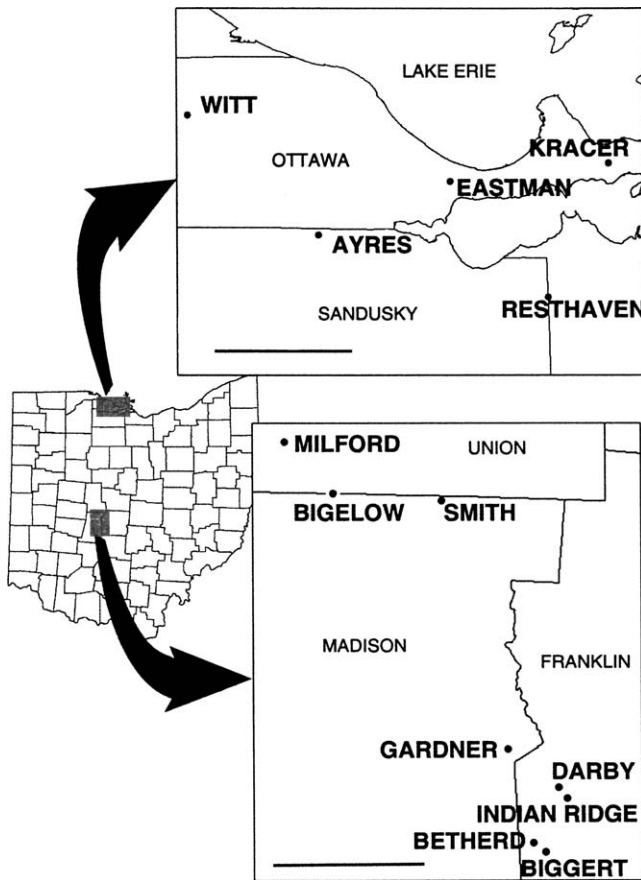 LAKE ERIE
WITT
KRACER
OTTAWA
EASTMAN
AYRES
RESTHAVEN
SANDUSKY
MILFORD
UNION
BIGELOW
SMITH
MADISON
FRANKLIN
GARDNER
DARBY
INDIAN RIDGE
BETHERD
BIGGERT